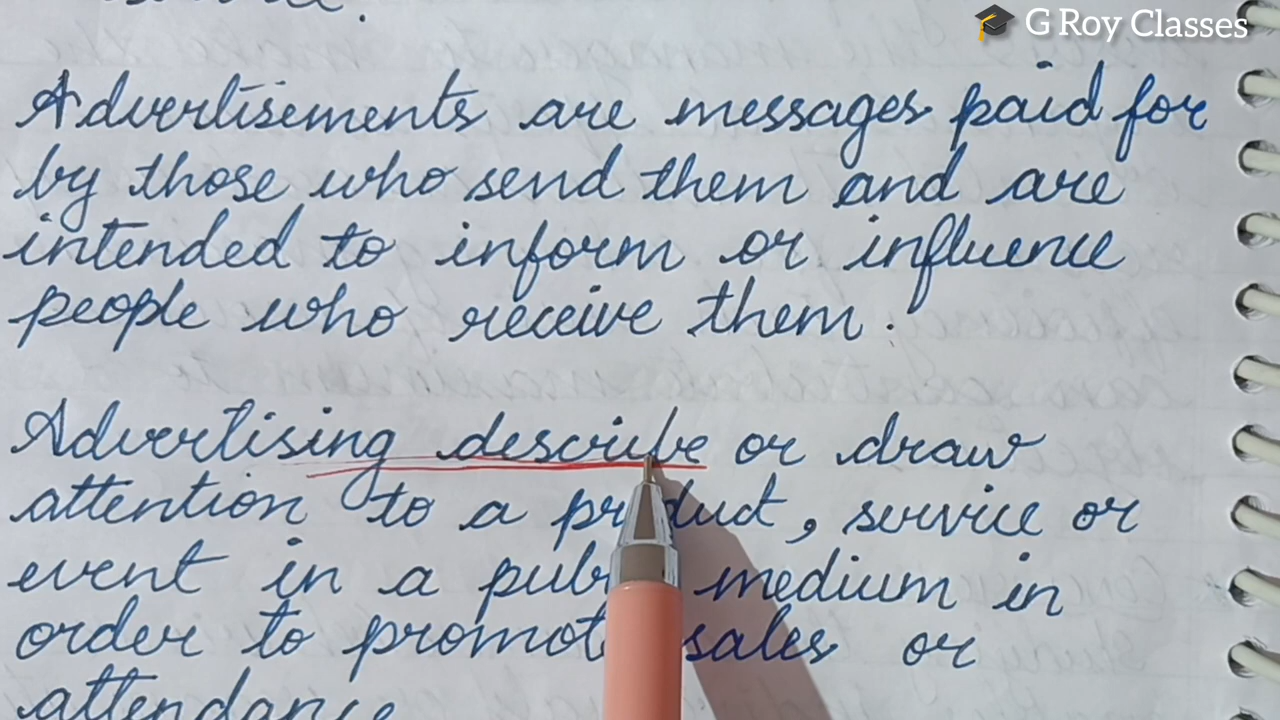 G Roy Classes
Advertisements are messages paid for
by those who send them and are
intended to inform or influence
people who receive them.
Advertising describe or draw
attention to a product, service or
event in a medium in
order to sales or
attendance